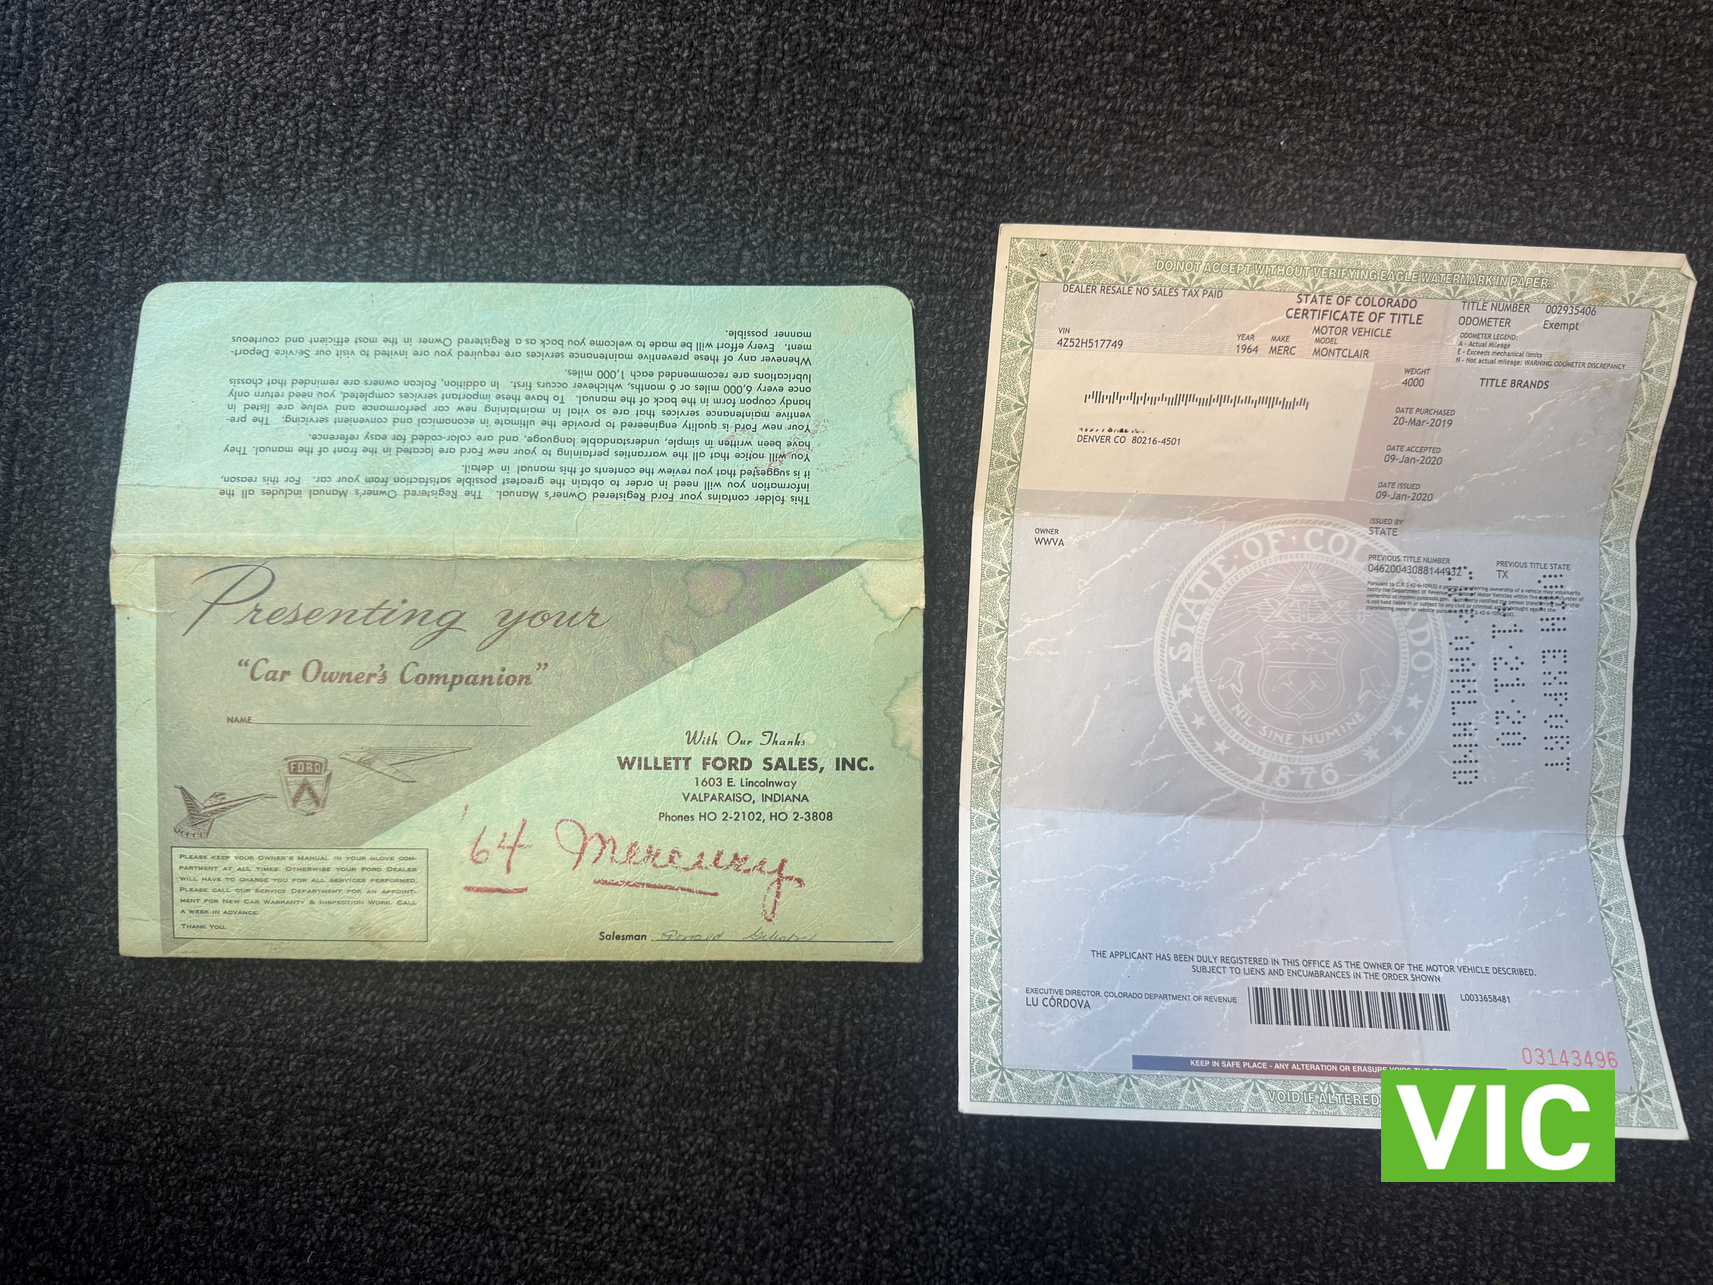 This folder contains your Ford Registered Owner's Manual. The Registered Owner's Manual includes all the
information you will need in order to obtain the greatest possible satisfaction from your car. For this reason,
it is suggested that you review the contents of this manual in detail.
You will notice that all the warranties pertaining to your new Ford are located in the front of the manual. They
have been written in simple, understandable language, and are color-coded for easy reference.
Your new Ford is quality engineered to provide the ultimate in economical and convenient servicing. The pre-
ventive maintenance services that are so vital in maintaining new car performance and value are listed in
handy coupon form in the back of the manual. To have these important services completed, you need return only
once every 6,000 miles or 6 months, whichever occurs first. In addition, Falcon owners are reminded that chassis
lubrications are recommended each 1,000 miles.
Whenever any of these preventive maintenance services are required you are invited to visit our Service Depart-
ment. Every effort will be made to welcome you back as a Registered Owner in the most efficient and courteous
manner possible.
Presenting your
"Car Owner's Companion"
NAME
FORD
With Our Thanks
WILLETT FORD SALES, INC.
1603 E. Lincolnway
VALPARAISO, INDIANA
Phones HO 2-2102, HO 2-3808
'64 Mercury
PLEASE KEEP YOUR OWNER'S MANUAL IN YOUR GLOVE COM-
PARTMENT AT ALL TIMES. OTHERWISE YOUR FORD DEALER
WILL HAVE TO CHARGE YOU FOR ALL SERVICES PERFORMED.
PLEASE CALL OUR SERVICE DEPARTMENT FOR AN APPOINT-
MENT FOR NEW CAR WARRANTY & INSPECTION WORK. CALL
A WEEK IN ADVANCE.
THANK YOU.
Salesman
DO NOT ACCEPT WITHOUT VERIFYING EAGLE WATERMARK IN PAPER
DEALER RESALE NO SALES TAX PAID
STATE OF COLORADO
CERTIFICATE OF TITLE
MOTOR VEHICLE
TITLE NUMBER 002935406
ODOMETER Exempt
ODOMETER LEGEND:
A - Actual Mileage
E - Exceeds mechanical limits
N - Not actual mileage: WARNING ODOMETER DISCREPANCY
VIN YEAR MAKE MODEL
4Z52H517749 1964 MERC MONTCLAIR
WEIGHT
4000
TITLE BRANDS
DATE PURCHASED
20-Mar-2019
DENVER CO 80216-4501
DATE ACCEPTED
09-Jan-2020
DATE ISSUED
09-Jan-2020
ISSUED BY
STATE
OWNER
WWVA
PREVIOUS TITLE NUMBER
04620043088144932
PREVIOUS TITLE STATE
TX
STATE OF COLORADO
NIL SINE NUMINE
1876
THE APPLICANT HAS BEEN DULY REGISTERED IN THIS OFFICE AS THE OWNER OF THE MOTOR VEHICLE DESCRIBED.
SUBJECT TO LIENS AND ENCUMBRANCES IN THE ORDER SHOWN
EXECUTIVE DIRECTOR, COLORADO DEPARTMENT OF REVENUE
LU CÓRDOVA
L0033658481
03143496
KEEP IN SAFE PLACE - ANY ALTERATION OR ERASURE VOIDS THIS
VOID IF ALTERED
VIC